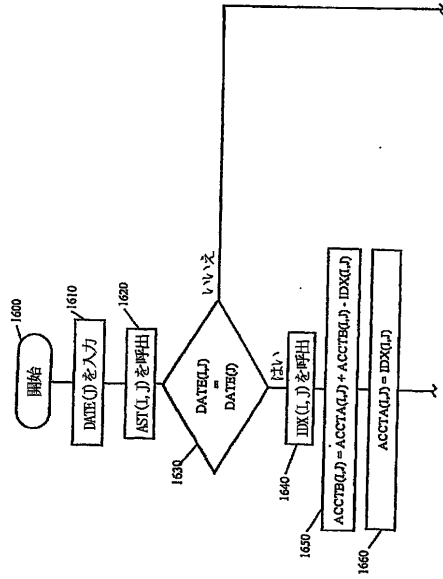 1600
開始
1610
DATE(J) を入力
1620
AST(I, J) を呼出
1630
DATE(I,J)
=
DATE(J)
いいえ
はい
1640
IDX(I, J) を呼出
1650
ACCTB(I,J) = ACCTA(I,J) + ACCTB(I,J) - IDX(I,J)
1660
ACCTA(I,J) = IDX(I,J)